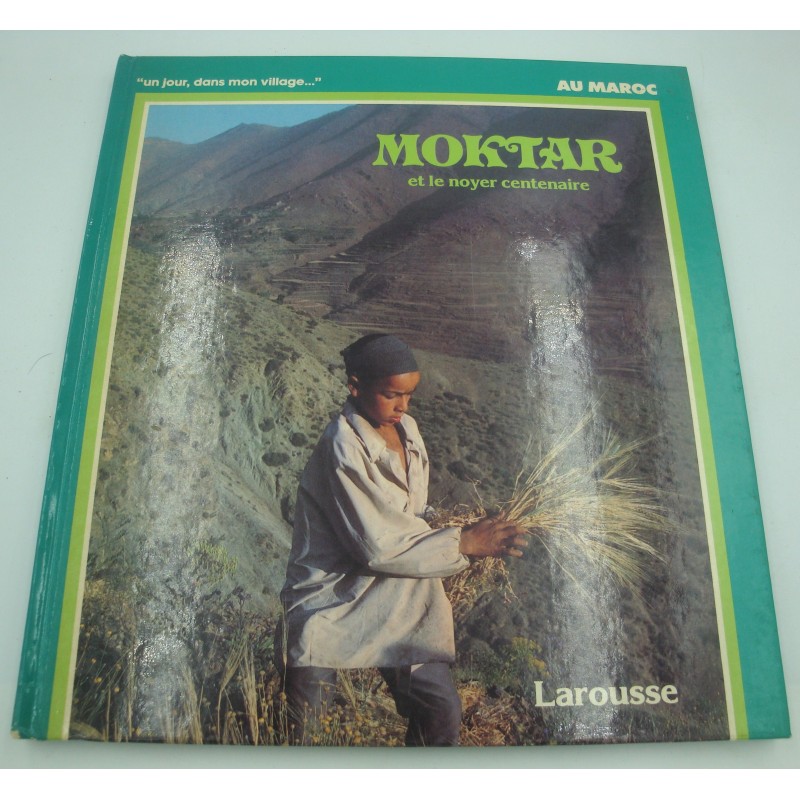 "un jour, dans mon village..."
AU MAROC
MOKTAR
et le noyer centenaire
Larousse